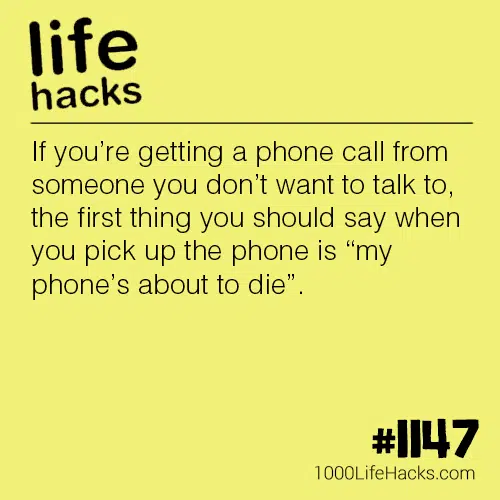 life
hacks
If you’re getting a phone call from
someone you don’t want to talk to,
the first thing you should say when
you pick up the phone is “my
phone’s about to die”.
#1147
1000LifeHacks.com